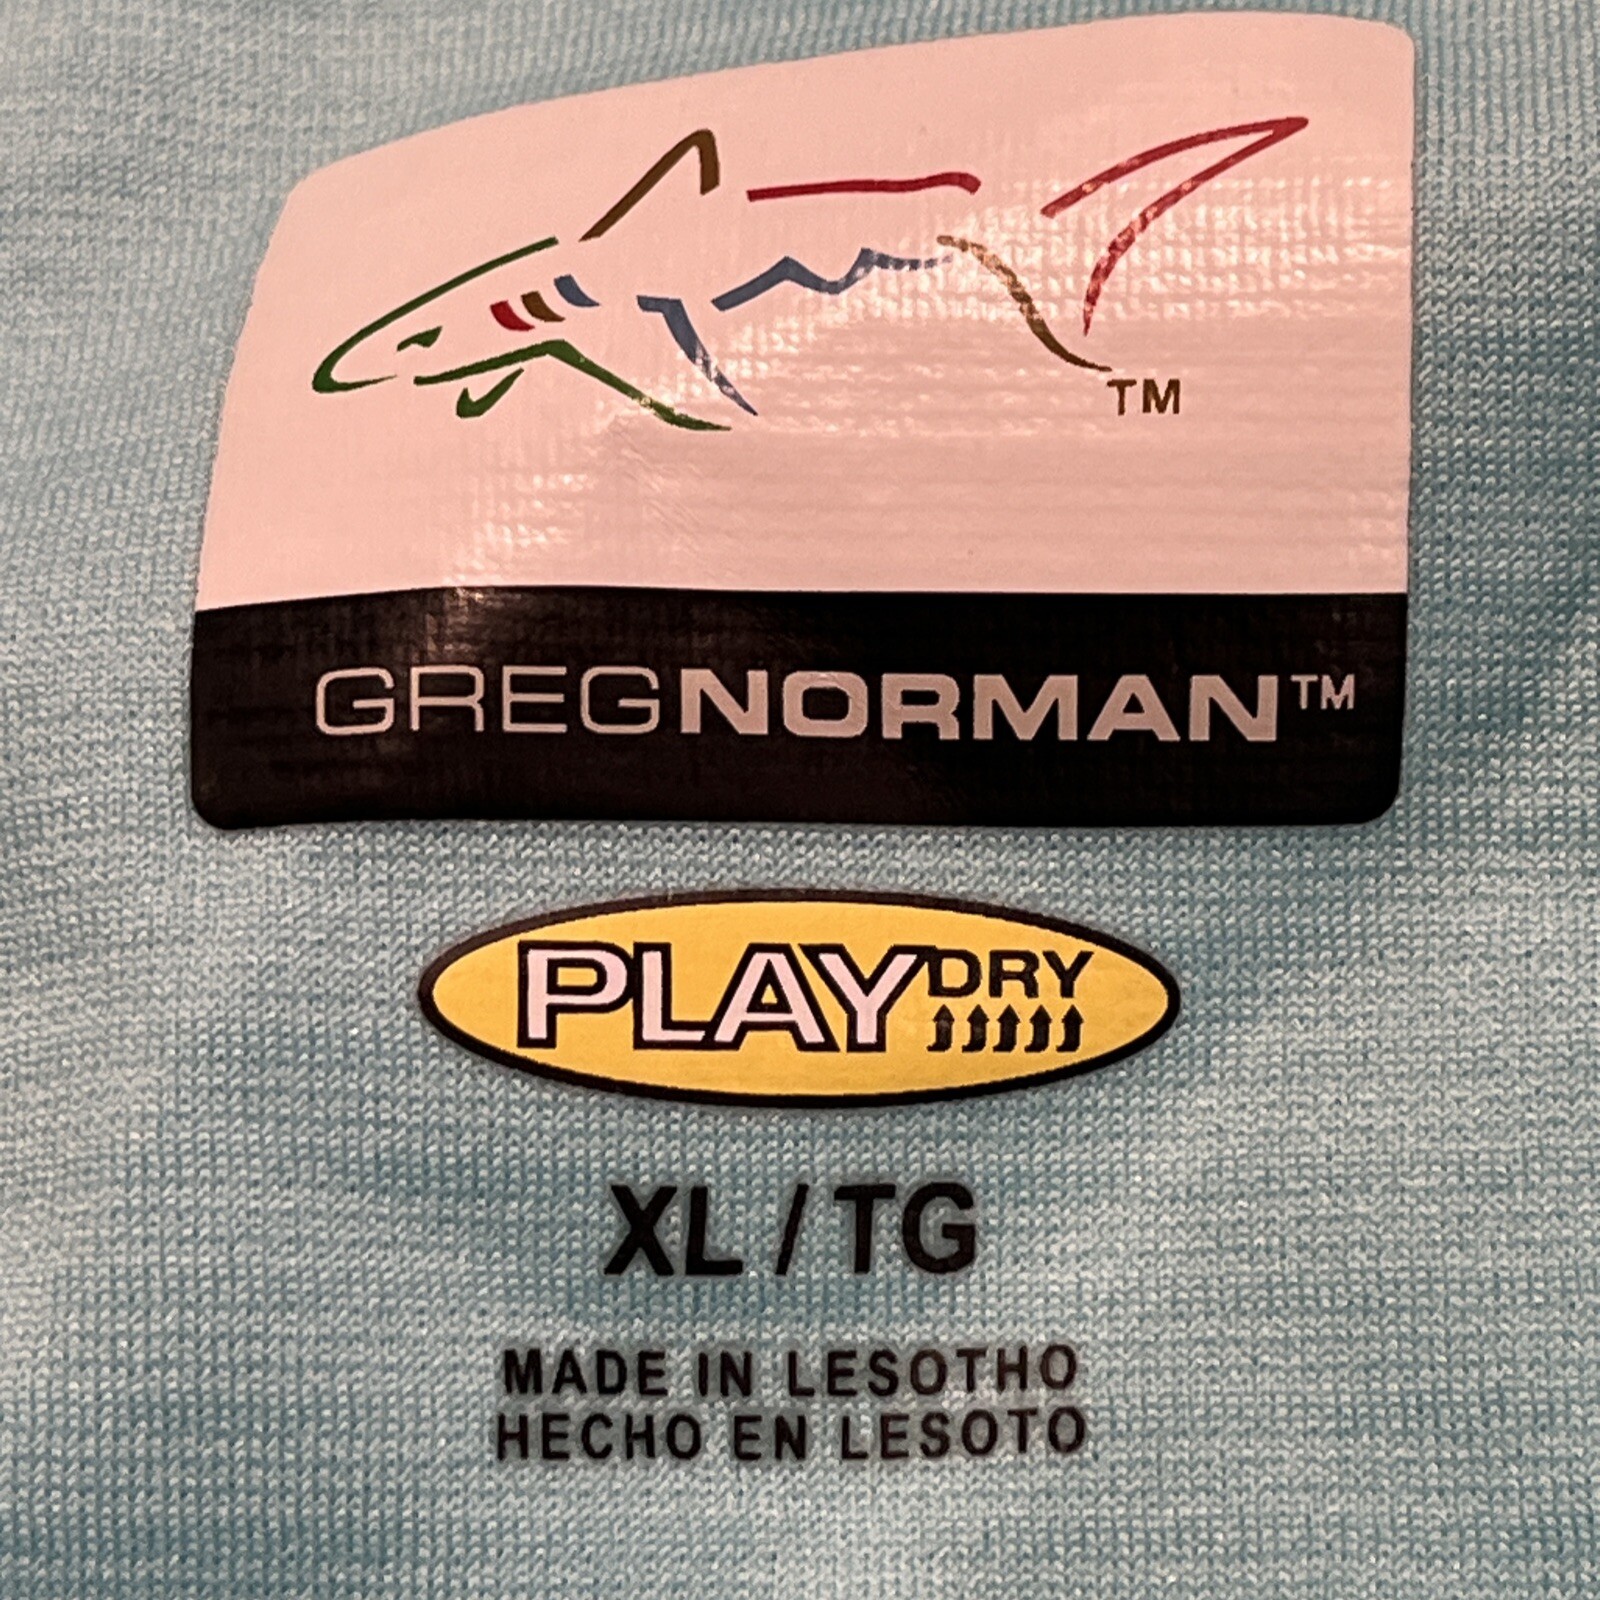 TM
GREGNORMAN™
PLAYDRY
XL / TG
MADE IN LESOTHO
HECHO EN LESOTO